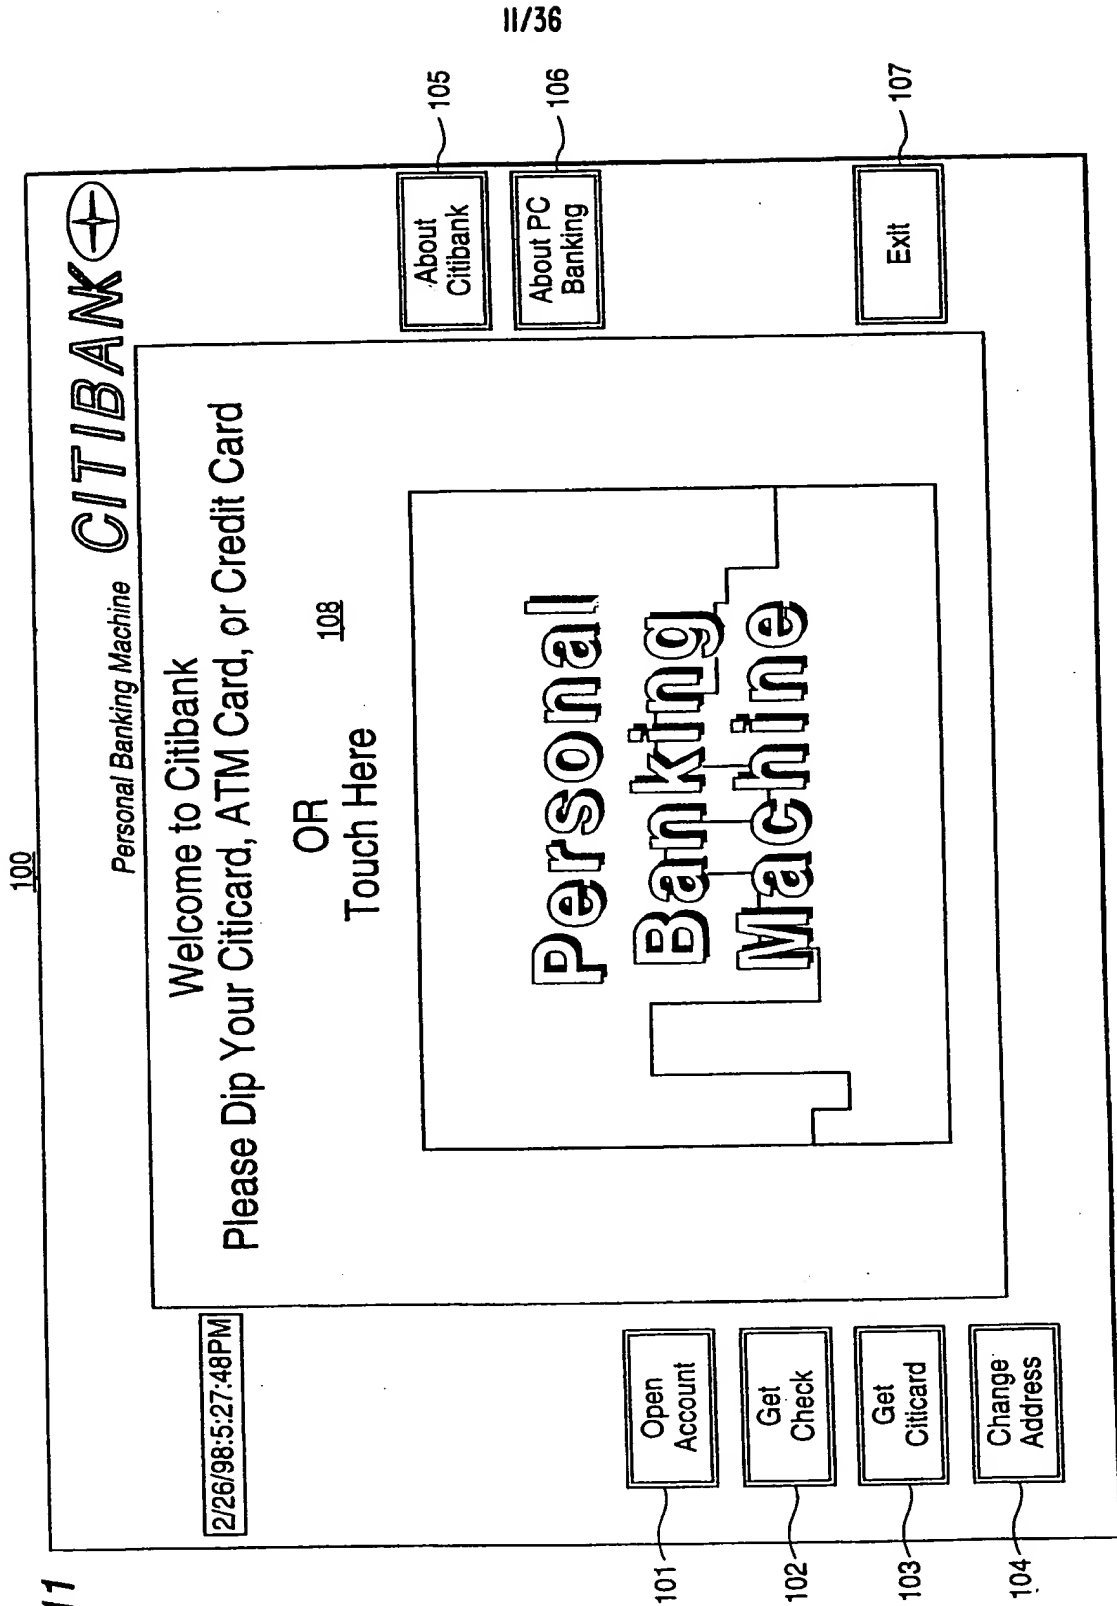 11/36
100
Personal Banking Machine
CITIBANK
2/26/98:5:27:48PM
Welcome to Citibank
Please Dip Your Citicard, ATM Card, or Credit Card
OR
Touch Here
108
Personal
Banking
Machine
101
Open
Account
102
Get
Check
103
Get
Citicard
104
Change
Address
About
Citibank
105
About PC
Banking
106
Exit
107